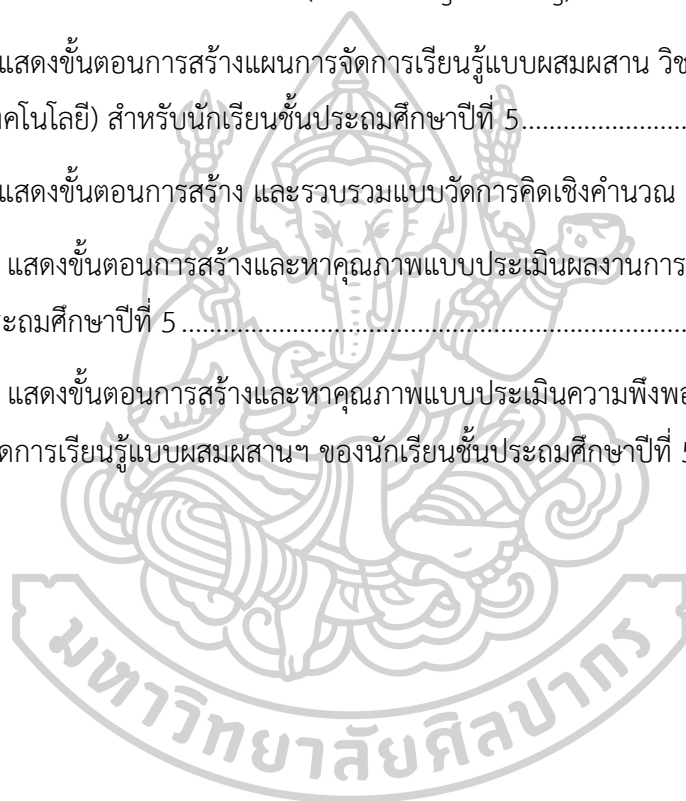 แสดงขั้นตอนการสร้างแผนการจัดการเรียนรู้แบบผสมผสาน วิช
คโนโลยี) สำหรับนักเรียนชั้นประถมศึกษาปีที่ 5........................
แสดงขั้นตอนการสร้าง และรวบรวมแบบวัดการคิดเชิงคำนวณ
แสดงขั้นตอนการสร้างและหาคุณภาพแบบประเมินผลงานการ
ะถมศึกษาปีที่ 5........................................................................
แสดงขั้นตอนการสร้างและหาคุณภาพแบบประเมินความพึงพอ
ดการเรียนรู้แบบผสมผสานฯ ของนักเรียนชั้นประถมศึกษาปีที่ 5
มหาวิทยาลัยศิลปากร